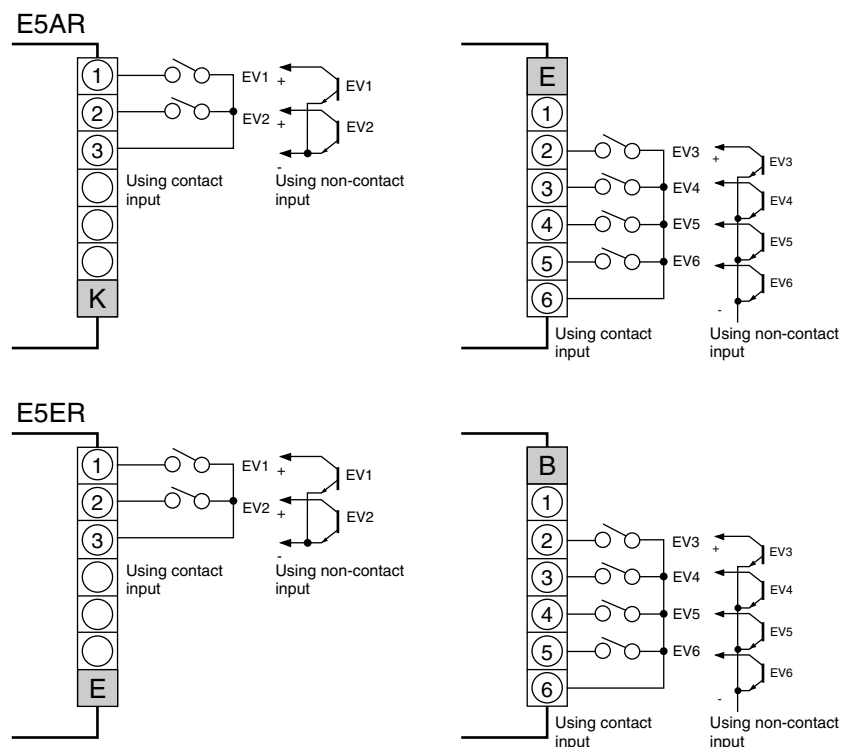 E5AR
1
2
3
K
EV1
EV2
+
+
-
EV1
EV2
Using contact
input
Using non-contact
input
E
1
2
3
4
5
6
EV3
EV4
EV5
EV6
+
-
EV3
EV4
EV5
EV6
Using contact
input
Using non-contact
input
E5ER
1
2
3
E
EV1
EV2
+
+
-
EV1
EV2
Using contact
input
Using non-contact
input
B
1
2
3
4
5
6
EV3
EV4
EV5
EV6
+
-
EV3
EV4
EV5
EV6
Using contact
input
Using non-contact
input